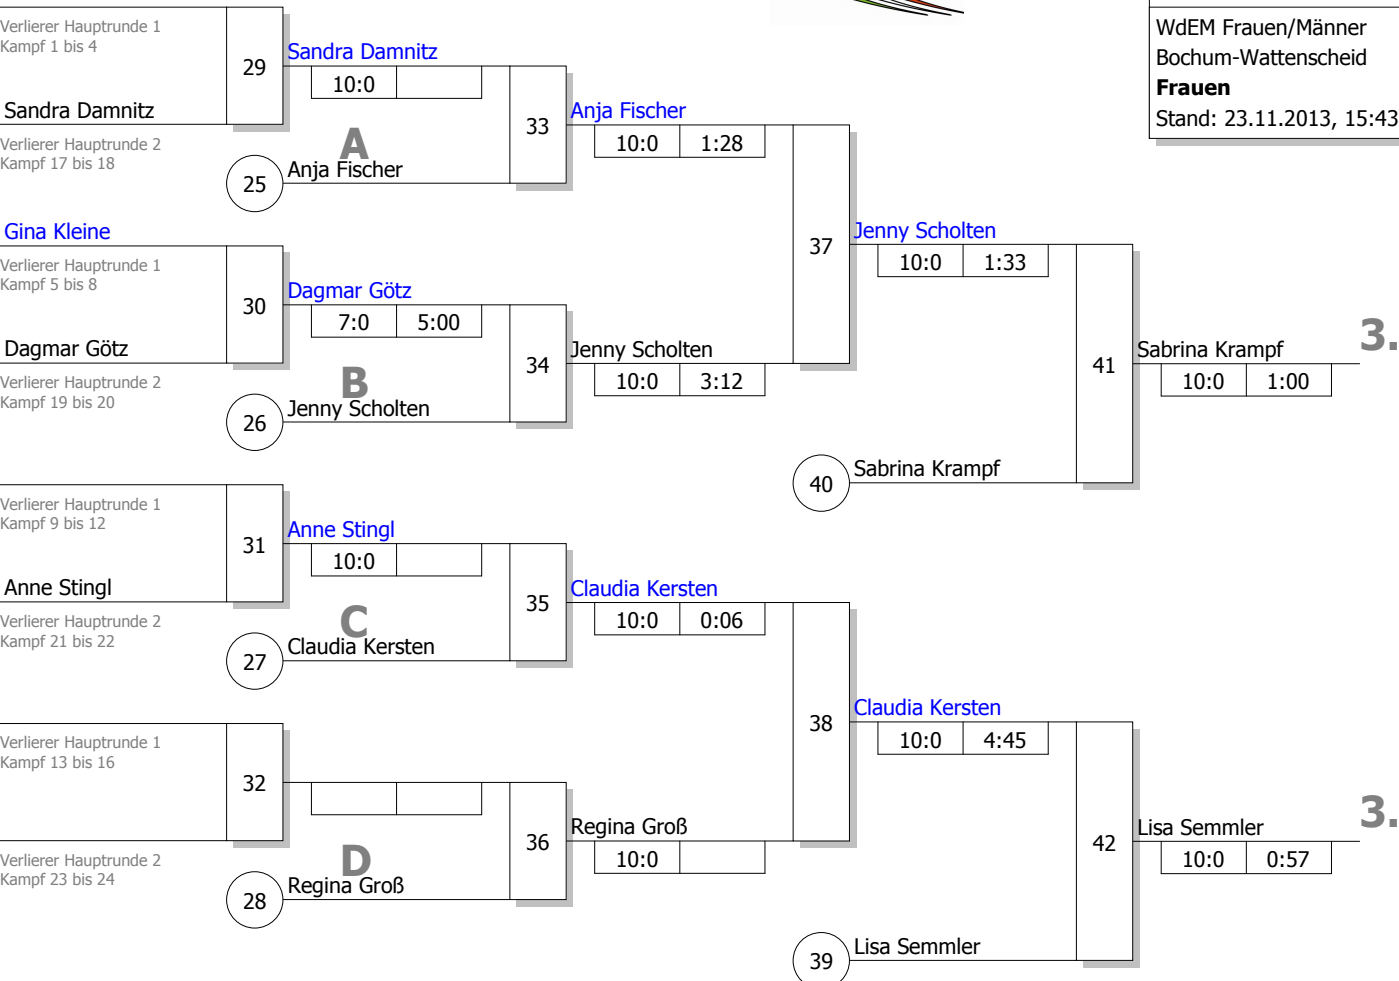 Verlierer Hauptrunde 1
Kampf 1 bis 4
29
Sandra Damnitz
10:0
Sandra Damnitz
Verlierer Hauptrunde 2
Kampf 17 bis 18
A
25
Anja Fischer
33
Anja Fischer
10:0 1:28
WdEM Frauen/Männer
Bochum-Wattenscheid
Frauen
Stand: 23.11.2013, 15:43
Gina Kleine
Verlierer Hauptrunde 1
Kampf 5 bis 8
30
Dagmar Götz
7:0 5:00
Dagmar Götz
Verlierer Hauptrunde 2
Kampf 19 bis 20
B
26
Jenny Scholten
34
Jenny Scholten
10:0 3:12
37
Jenny Scholten
10:0 1:33
40
Sabrina Krampf
41
Sabrina Krampf
10:0 1:00
3.
Verlierer Hauptrunde 1
Kampf 9 bis 12
31
Anne Stingl
10:0
Anne Stingl
Verlierer Hauptrunde 2
Kampf 21 bis 22
C
27
Claudia Kersten
35
Claudia Kersten
10:0 0:06
Verlierer Hauptrunde 1
Kampf 13 bis 16
32
Verlierer Hauptrunde 2
Kampf 23 bis 24
D
28
Regina Groß
36
Regina Groß
10:0
38
Claudia Kersten
10:0 4:45
39
Lisa Semmler
42
Lisa Semmler
10:0 0:57
3.